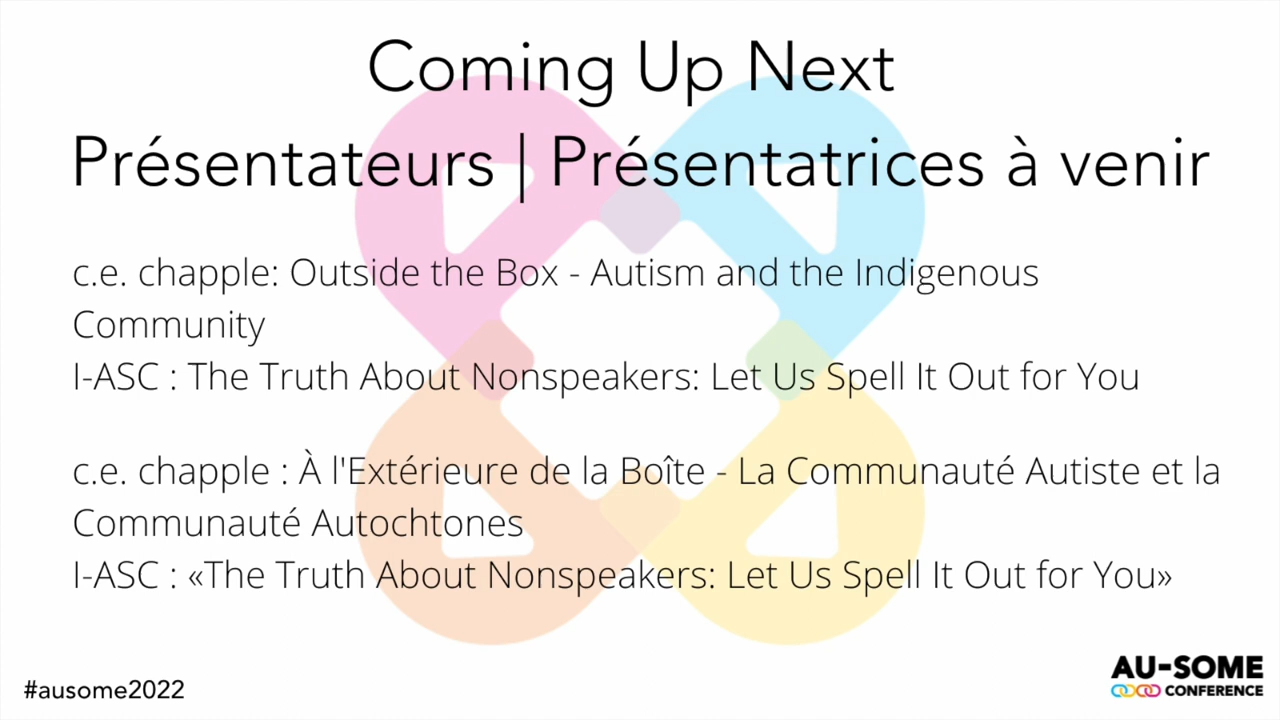 Coming Up Next
Présentateurs | Présentatrices à venir
c.e. chapple: Outside the Box - Autism and the Indigenous
Community
I-ASC : The Truth About Nonspeakers: Let Us Spell It Out for You
c.e. chapple : À l'Extérieure de la Boîte - La Communauté Autiste et la
Communauté Autochtones
I-ASC : «The Truth About Nonspeakers: Let Us Spell It Out for You»
#ausome2022
AU-SOME
CONFERENCE